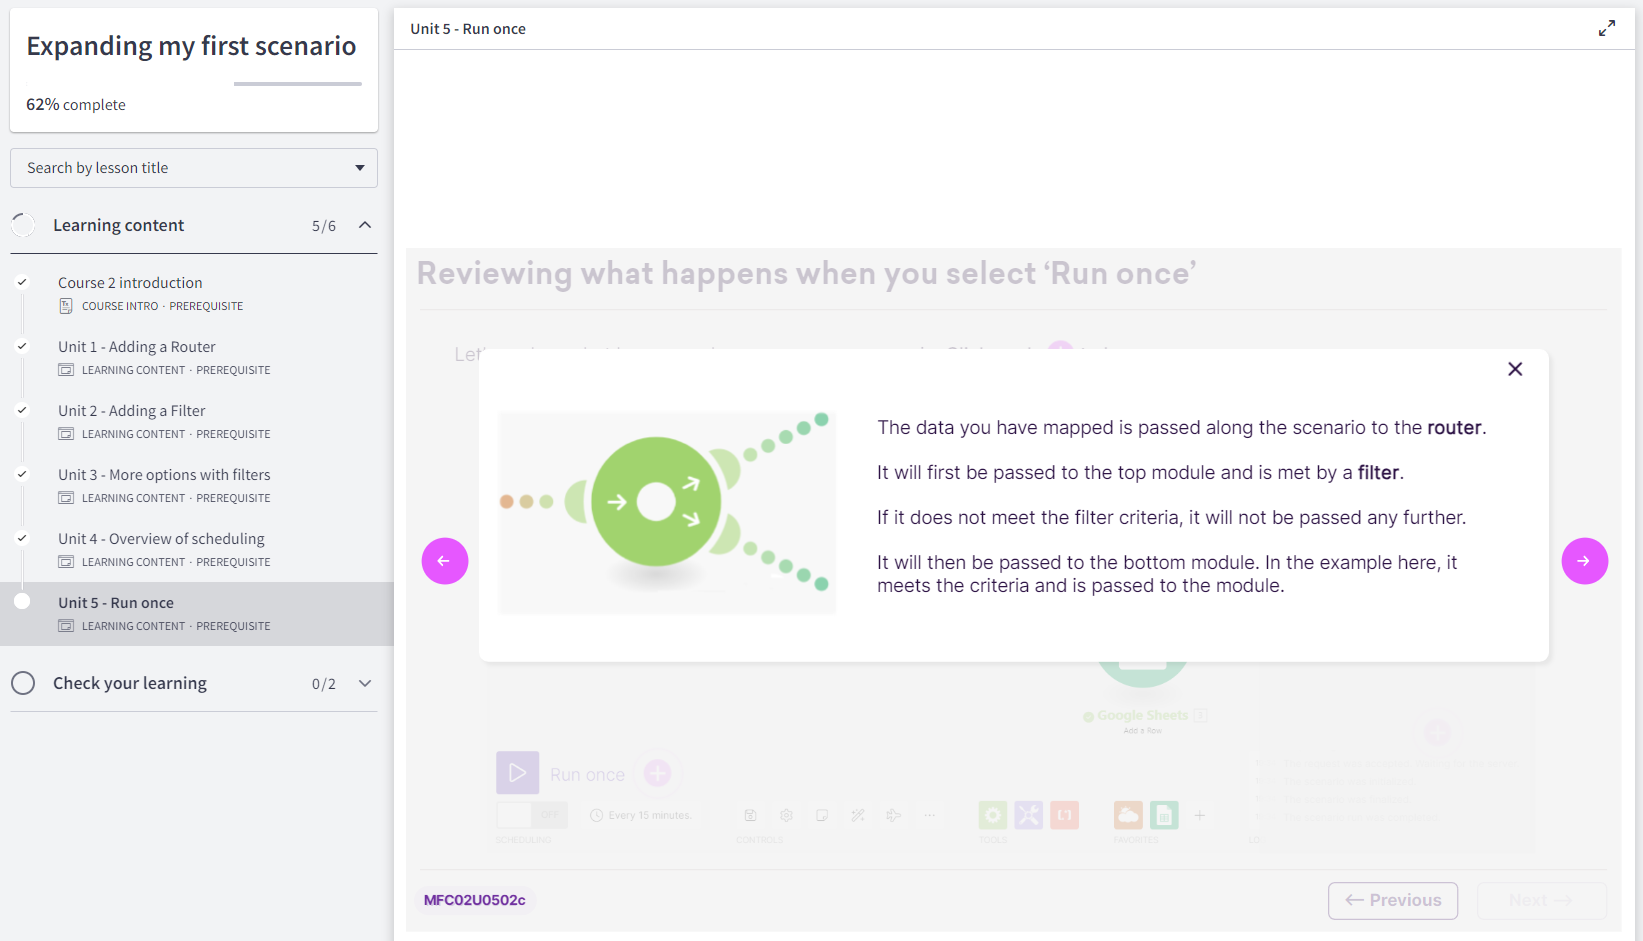 Expanding my first scenario
62% complete
Search by lesson title
Learning content 5/6
Course 2 introduction
COURSE INTRO · PREREQUISITE
Unit 1 - Adding a Router
LEARNING CONTENT · PREREQUISITE
Unit 2 - Adding a Filter
LEARNING CONTENT · PREREQUISITE
Unit 3 - More options with filters
LEARNING CONTENT · PREREQUISITE
Unit 4 - Overview of scheduling
LEARNING CONTENT · PREREQUISITE
Unit 5 - Run once
LEARNING CONTENT · PREREQUISITE
Check your learning 0/2
Unit 5 - Run once
Reviewing what happens when you select ‘Run once’
The data you have mapped is passed along the scenario to the router.
It will first be passed to the top module and is met by a filter.
If it does not meet the filter criteria, it will not be passed any further.
It will then be passed to the bottom module. In the example here, it
meets the criteria and is passed to the module.
Google Sheets
Add a Row
Run once
OFF Every 15 minutes.
SCHEDULING CONTROLS TOOLS FAVORITES
MFC02U0502c
← Previous
Next →